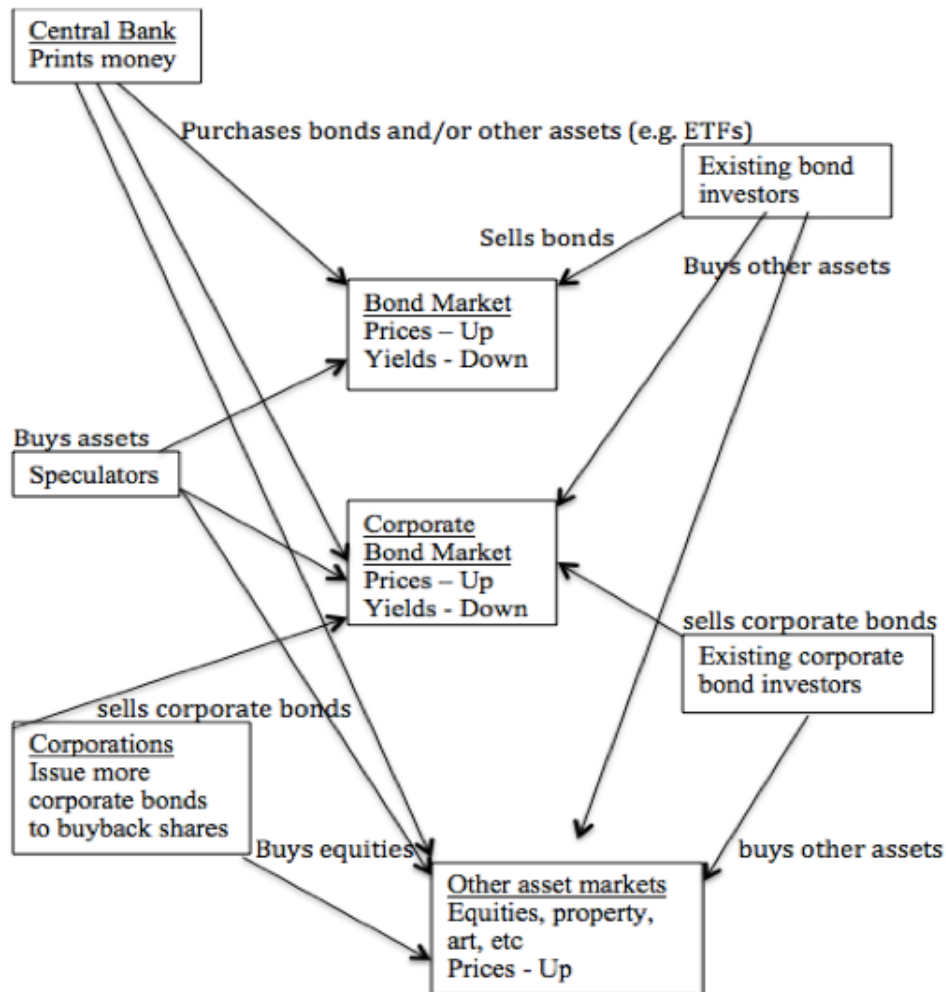 Central Bank
Prints money
Purchases bonds and/or other assets (e.g. ETFs)
Existing bond
investors
Sells bonds
Buys other assets
Bond Market
Prices – Up
Yields - Down
Buys assets
Speculators
Corporate
Bond Market
Prices – Up
Yields - Down
sells corporate bonds
Existing corporate
bond investors
sells corporate bonds
Corporations
Issue more
corporate bonds
to buyback shares
Buys equities
buys other assets
Other asset markets
Equities, property,
art, etc
Prices - Up